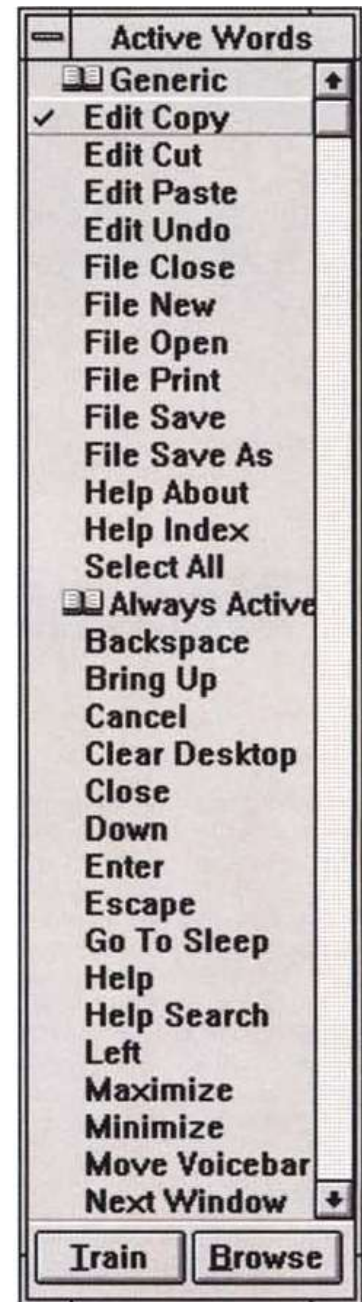 Active Words
Generic
Edit Copy
Edit Cut
Edit Paste
Edit Undo
File Close
File New
File Open
File Print
File Save
File Save As
Help About
Help Index
Select All
Always Active
Backspace
Bring Up
Cancel
Clear Desktop
Close
Down
Enter
Escape
Go To Sleep
Help
Help Search
Left
Maximize
Minimize
Move Voicebar
Next Window
Train Browse